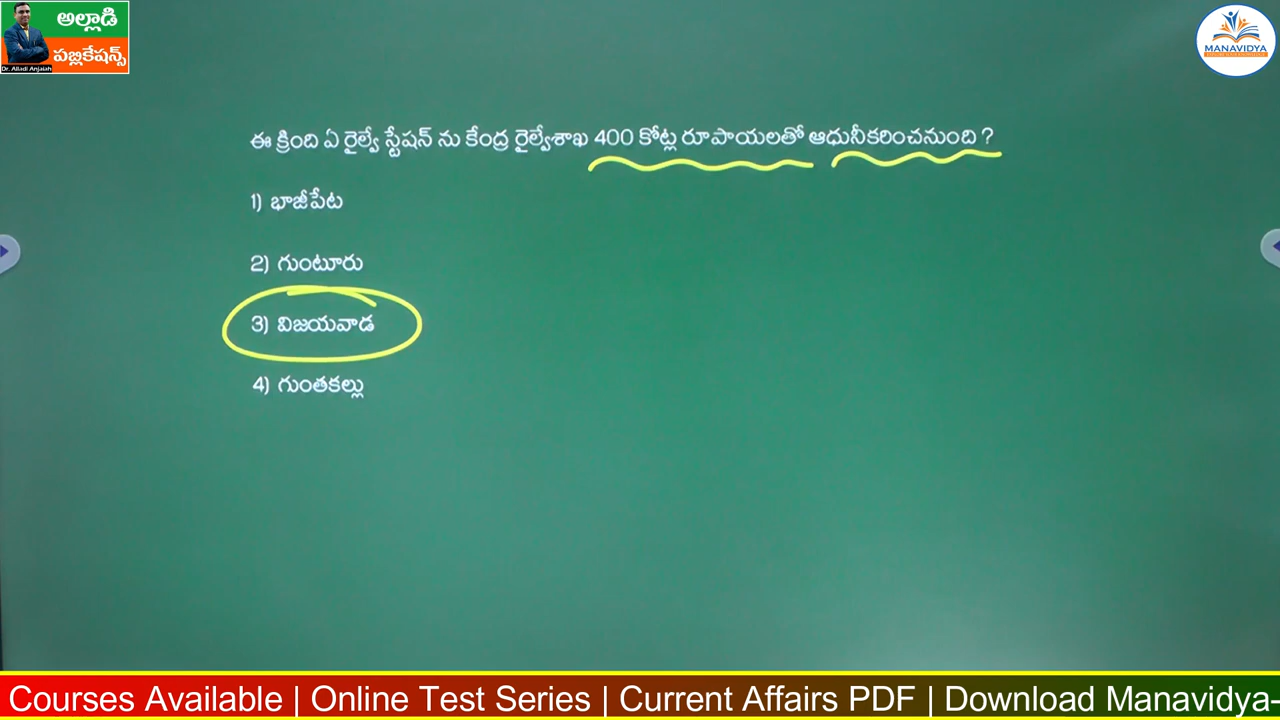 అల్లాడి
పబ్లికేషన్స్
Dr. Alladi Anjaiah
MANAVIDYA
ఈ క్రింది ఏ రైల్వే స్టేషన్ ను కేంద్ర రైల్వేశాఖ 400 కోట్ల రూపాయలతో ఆధునీకరించనుంది ?
1) భాజీపేట
2) గుంటూరు
3) విజయవాడ
4) గుంతకల్లు
Courses Available | Online Test Series | Current Affairs PDF | Download Manavidya-